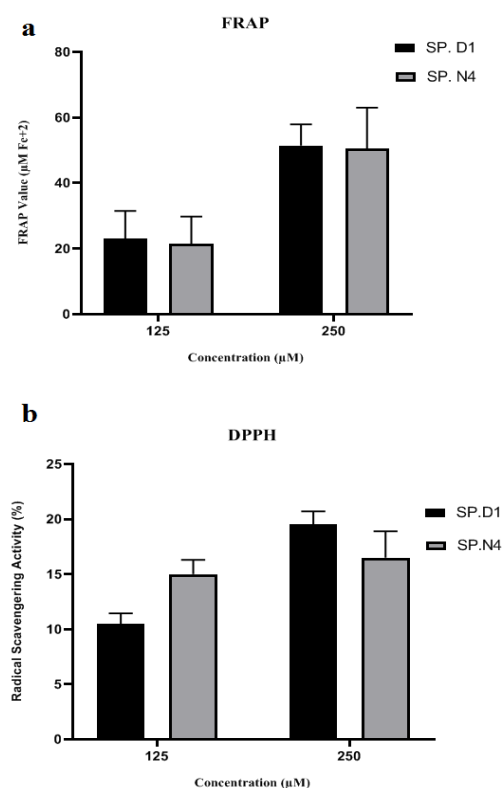 a
FRAP
SP. D1
SP. N4
80
60
40
20
0
FRAP Value (µM Fe+2)
125
250
Concentration (µM)
b
DPPH
SP.D1
SP.N4
25
20
15
10
5
0
Radical Scavengering Activity (%)
125
250
Concentration (µM)